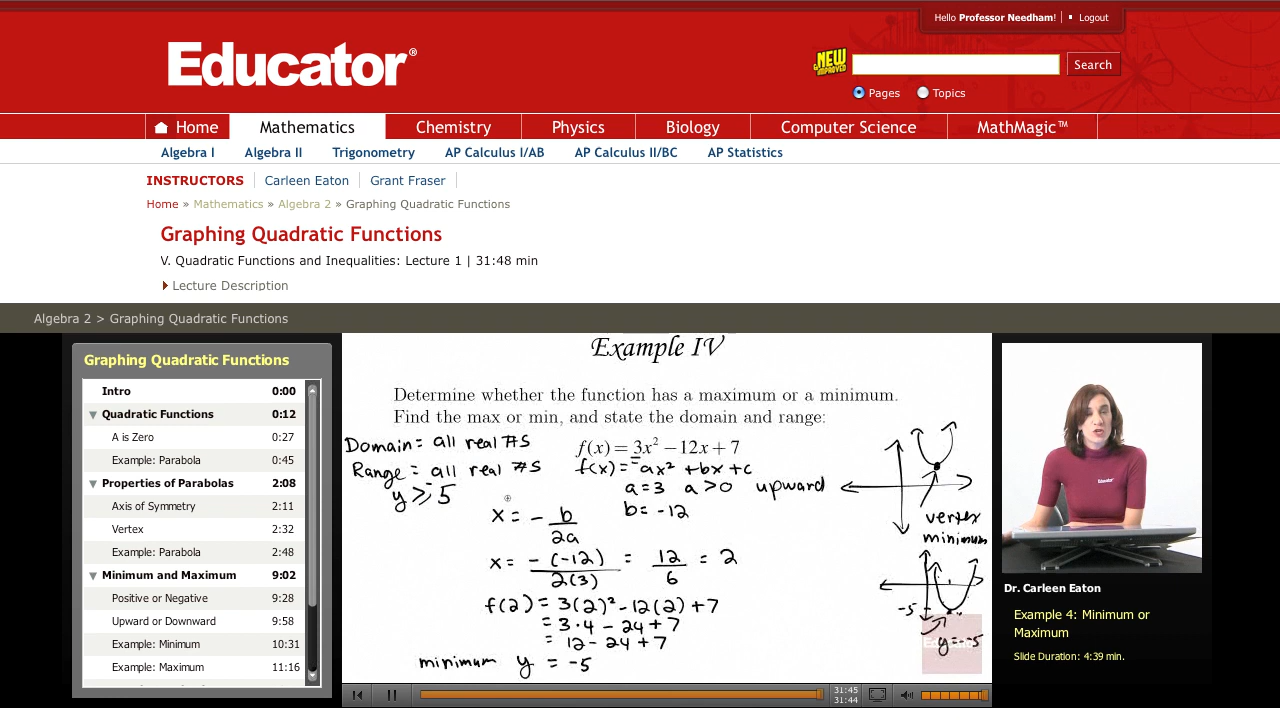 Hello Professor Needham! Logout
Educator®
NEW
& IMPROVED
Search
Pages Topics
Home Mathematics Chemistry Physics Biology Computer Science MathMagic™
Algebra I Algebra II Trigonometry AP Calculus I/AB AP Calculus II/BC AP Statistics
INSTRUCTORS Carleen Eaton Grant Fraser
Home » Mathematics » Algebra 2 » Graphing Quadratic Functions
Graphing Quadratic Functions
V. Quadratic Functions and Inequalities: Lecture 1 | 31:48 min
Lecture Description
Algebra 2 > Graphing Quadratic Functions
Graphing Quadratic Functions
Intro 0:00
Quadratic Functions 0:12
A is Zero 0:27
Example: Parabola 0:45
Properties of Parabolas 2:08
Axis of Symmetry 2:11
Vertex 2:32
Example: Parabola 2:48
Minimum and Maximum 9:02
Positive or Negative 9:28
Upward or Downward 9:58
Example: Minimum 10:31
Example: Maximum 11:16
Example IV
Determine whether the function has a maximum or a minimum.
Find the max or min, and state the domain and range:
f(x) = 3x² − 12x + 7
Domain = all real #s
Range = all real #s
y ≥ -5
f(x) = ax² + bx + c
a = 3 a > 0 upward
b = -12
x = - b/2a
x = -(-12)/2(3) = 12/6 = 2
f(2) = 3(2)² - 12(2) + 7
= 3·4 - 24 + 7
= 12 - 24 + 7
minimum y = -5
vertex
minimum
-5
y = -5
31:45
31:44
Educator
Dr. Carleen Eaton
Example 4: Minimum or
Maximum
Slide Duration: 4:39 min.